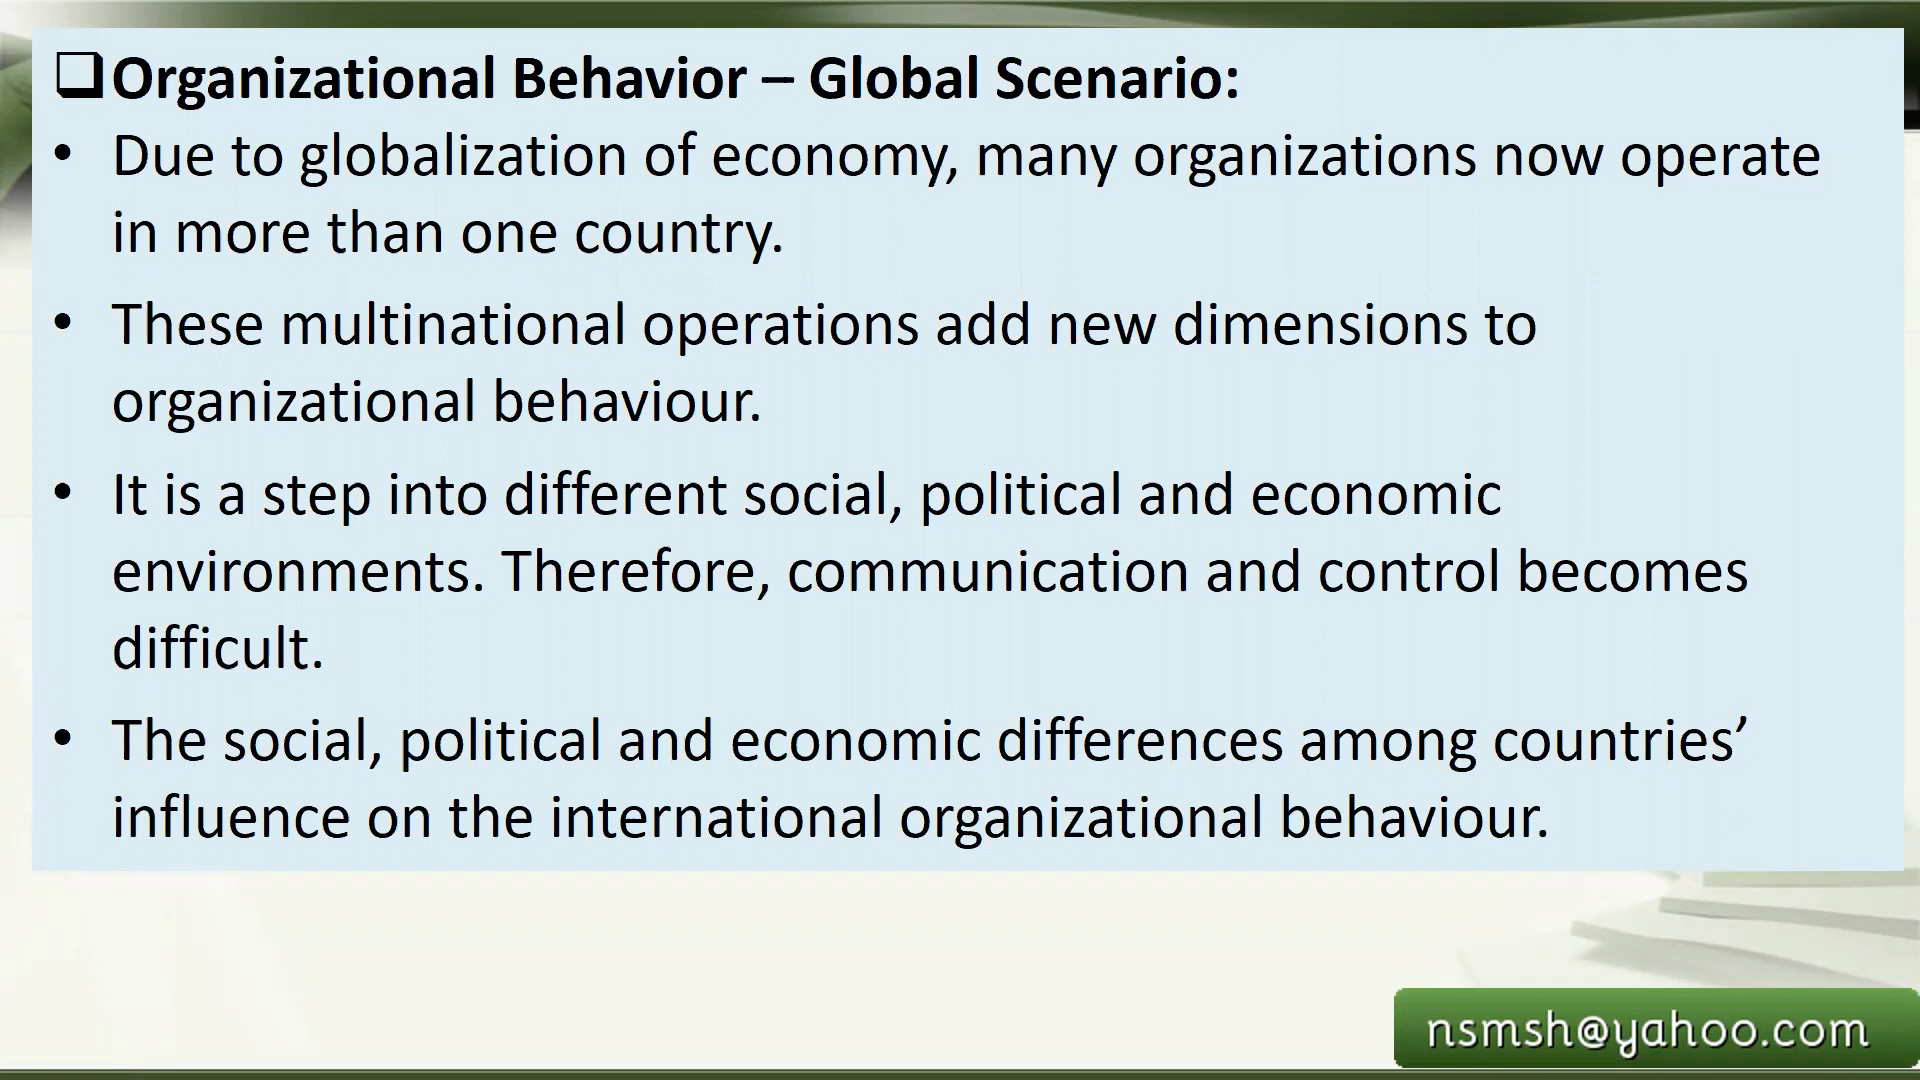 ❑Organizational Behavior – Global Scenario:
• Due to globalization of economy, many organizations now operate
in more than one country.
• These multinational operations add new dimensions to
organizational behaviour.
• It is a step into different social, political and economic
environments. Therefore, communication and control becomes
difficult.
• The social, political and economic differences among countries’
influence on the international organizational behaviour.
nsmsh@yahoo.com